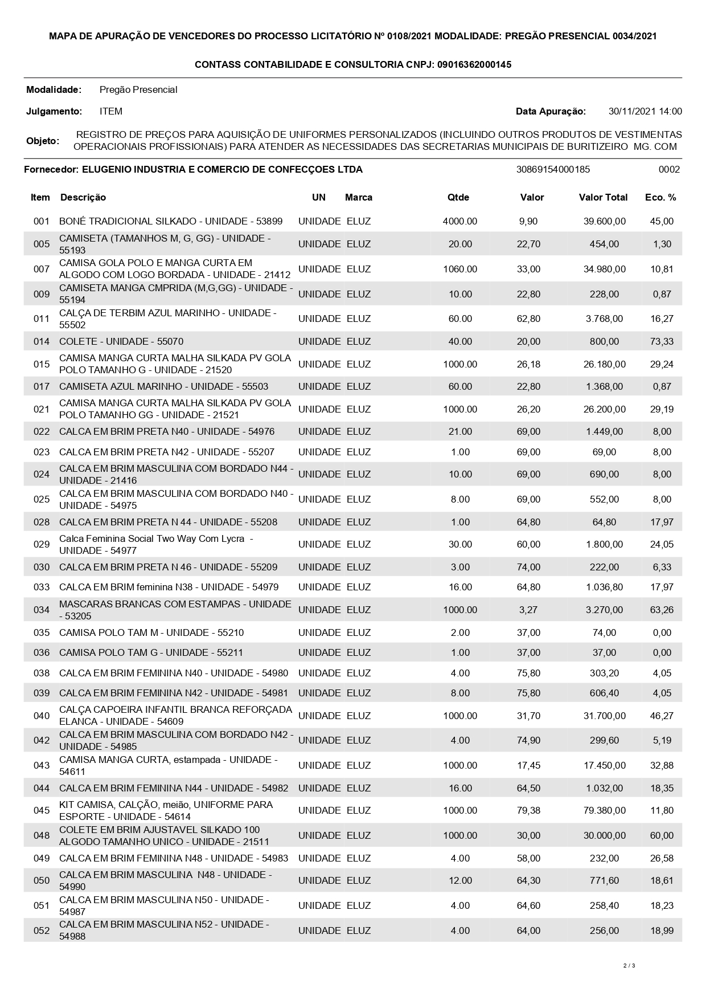 MAPA DE APURAÇÃO DE VENCEDORES DO PROCESSO LICITATÓRIO Nº 0108/2021 MODALIDADE: PREGÃO PRESENCIAL 0034/2021
CONTASS CONTABILIDADE E CONSULTORIA CNPJ: 09016362000145
Modalidade: Pregão Presencial
Julgamento: ITEM Data Apuração: 30/11/2021 14:00
Objeto: REGISTRO DE PREÇOS PARA AQUISIÇÃO DE UNIFORMES PERSONALIZADOS (INCLUINDO OUTROS PRODUTOS DE VESTIMENTAS
OPERACIONAIS PROFISSIONAIS) PARA ATENDER AS NECESSIDADES DAS SECRETARIAS MUNICIPAIS DE BURITIZEIRO  MG. COM
Fornecedor: ELUGENIO INDUSTRIA E COMERCIO DE CONFECÇOES LTDA 30869154000185 0002
Item Descrição UN Marca Qtde Valor Valor Total Eco. %
001 BONÉ TRADICIONAL SILKADO - UNIDADE - 53899 UNIDADE ELUZ 4000.00 9,90 39.600,00 45,00
005 CAMISETA (TAMANHOS M, G, GG) - UNIDADE -
55193 UNIDADE ELUZ 20.00 22,70 454,00 1,30
007 CAMISA GOLA POLO E MANGA CURTA EM
ALGODO COM LOGO BORDADA - UNIDADE - 21412 UNIDADE ELUZ 1060.00 33,00 34.980,00 10,81
009 CAMISETA MANGA CMPRIDA (M,G,GG) - UNIDADE -
55194 UNIDADE ELUZ 10.00 22,80 228,00 0,87
011 CALÇA DE TERBIM AZUL MARINHO - UNIDADE -
55502 UNIDADE ELUZ 60.00 62,80 3.768,00 16,27
014 COLETE - UNIDADE - 55070 UNIDADE ELUZ 40.00 20,00 800,00 73,33
015 CAMISA MANGA CURTA MALHA SILKADA PV GOLA
POLO TAMANHO G - UNIDADE - 21520 UNIDADE ELUZ 1000.00 26,18 26.180,00 29,24
017 CAMISETA AZUL MARINHO - UNIDADE - 55503 UNIDADE ELUZ 60.00 22,80 1.368,00 0,87
021 CAMISA MANGA CURTA MALHA SILKADA PV GOLA
POLO TAMANHO GG - UNIDADE - 21521 UNIDADE ELUZ 1000.00 26,20 26.200,00 29,19
022 CALCA EM BRIM PRETA N40 - UNIDADE - 54976 UNIDADE ELUZ 21.00 69,00 1.449,00 8,00
023 CALCA EM BRIM PRETA N42 - UNIDADE - 55207 UNIDADE ELUZ 1.00 69,00 69,00 8,00
024 CALCA EM BRIM MASCULINA COM BORDADO N44 -
UNIDADE - 21416 UNIDADE ELUZ 10.00 69,00 690,00 8,00
025 CALCA EM BRIM MASCULINA COM BORDADO N40 -
UNIDADE - 54975 UNIDADE ELUZ 8.00 69,00 552,00 8,00
028 CALCA EM BRIM PRETA N 44 - UNIDADE - 55208 UNIDADE ELUZ 1.00 64,80 64,80 17,97
029 Calca Feminina Social Two Way Com Lycra  -
UNIDADE - 54977 UNIDADE ELUZ 30.00 60,00 1.800,00 24,05
030 CALCA EM BRIM PRETA N 46 - UNIDADE - 55209 UNIDADE ELUZ 3.00 74,00 222,00 6,33
033 CALCA EM BRIM feminina N38 - UNIDADE - 54979 UNIDADE ELUZ 16.00 64,80 1.036,80 17,97
034 MASCARAS BRANCAS COM ESTAMPAS - UNIDADE
- 53205 UNIDADE ELUZ 1000.00 3,27 3.270,00 63,26
035 CAMISA POLO TAM M - UNIDADE - 55210 UNIDADE ELUZ 2.00 37,00 74,00 0,00
036 CAMISA POLO TAM G - UNIDADE - 55211 UNIDADE ELUZ 1.00 37,00 37,00 0,00
038 CALCA EM BRIM FEMININA N40 - UNIDADE - 54980 UNIDADE ELUZ 4.00 75,80 303,20 4,05
039 CALCA EM BRIM FEMININA N42 - UNIDADE - 54981 UNIDADE ELUZ 8.00 75,80 606,40 4,05
040 CALÇA CAPOEIRA INFANTIL BRANCA REFORÇADA
ELANCA - UNIDADE - 54609 UNIDADE ELUZ 1000.00 31,70 31.700,00 46,27
042 CALCA EM BRIM MASCULINA COM BORDADO N42 -
UNIDADE - 54985 UNIDADE ELUZ 4.00 74,90 299,60 5,19
043 CAMISA MANGA CURTA, estampada - UNIDADE -
54611 UNIDADE ELUZ 1000.00 17,45 17.450,00 32,88
044 CALCA EM BRIM FEMININA N44 - UNIDADE - 54982 UNIDADE ELUZ 16.00 64,50 1.032,00 18,35
045 KIT CAMISA, CALÇÃO, meião, UNIFORME PARA
ESPORTE - UNIDADE - 54614 UNIDADE ELUZ 1000.00 79,38 79.380,00 11,80
048 COLETE EM BRIM AJUSTAVEL SILKADO 100
ALGODO TAMANHO UNICO - UNIDADE - 21511 UNIDADE ELUZ 1000.00 30,00 30.000,00 60,00
049 CALCA EM BRIM FEMININA N48 - UNIDADE - 54983 UNIDADE ELUZ 4.00 58,00 232,00 26,58
050 CALCA EM BRIM MASCULINA  N48 - UNIDADE -
54990 UNIDADE ELUZ 12.00 64,30 771,60 18,61
051 CALCA EM BRIM MASCULINA N50 - UNIDADE -
54987 UNIDADE ELUZ 4.00 64,60 258,40 18,23
052 CALCA EM BRIM MASCULINA N52 - UNIDADE -
54988 UNIDADE ELUZ 4.00 64,00 256,00 18,99
2 / 3